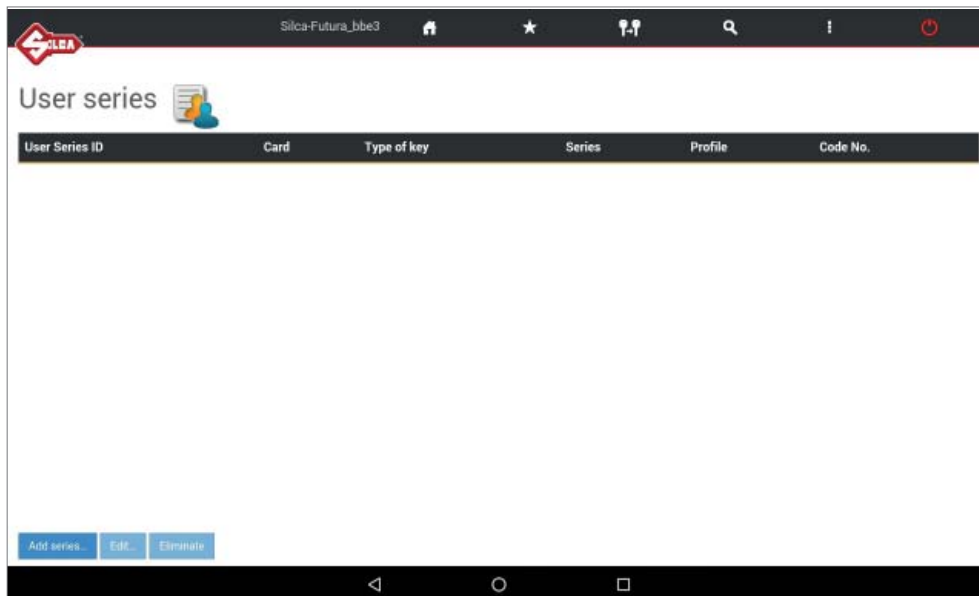 Silca-Futura_bbe3
SILCA
User series
User Series ID Card Type of key Series Profile Code No.
Add series... Edit... Eliminate